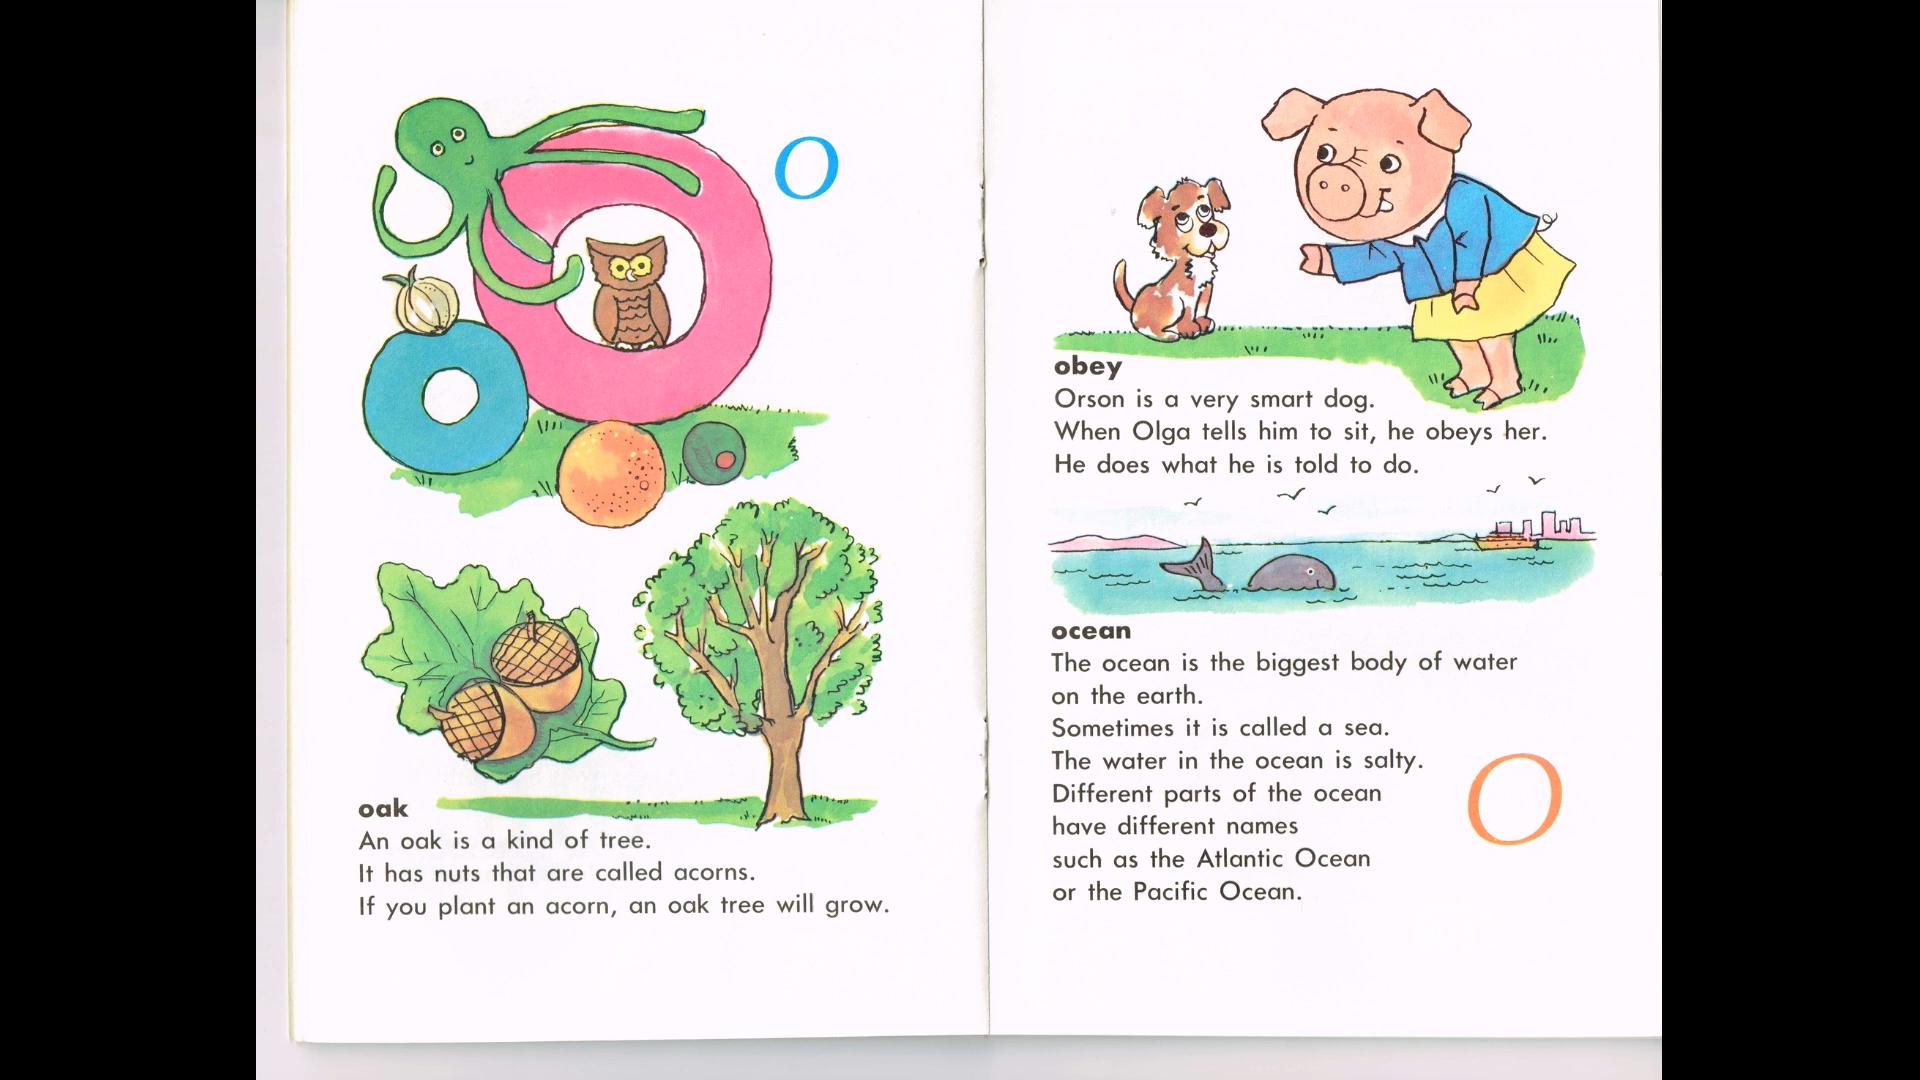 O
o
O
oak
An oak is a kind of tree.
It has nuts that are called acorns.
If you plant an acorn, an oak tree will grow.
obey
Orson is a very smart dog.
When Olga tells him to sit, he obeys her.
He does what he is told to do.
ocean
The ocean is the biggest body of water
on the earth.
Sometimes it is called a sea.
The water in the ocean is salty.
Different parts of the ocean
have different names
such as the Atlantic Ocean
or the Pacific Ocean.
O